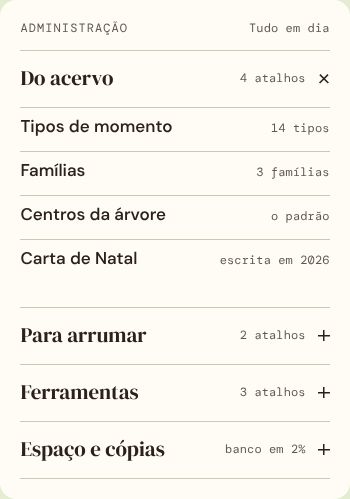 ADMINISTRAÇÃO Tudo em dia
Do acervo 4 atalhos ×
Tipos de momento 14 tipos
Famílias 3 famílias
Centros da árvore o padrão
Carta de Natal escrita em 2026
Para arrumar 2 atalhos +
Ferramentas 3 atalhos +
Espaço e cópias banco em 2% +